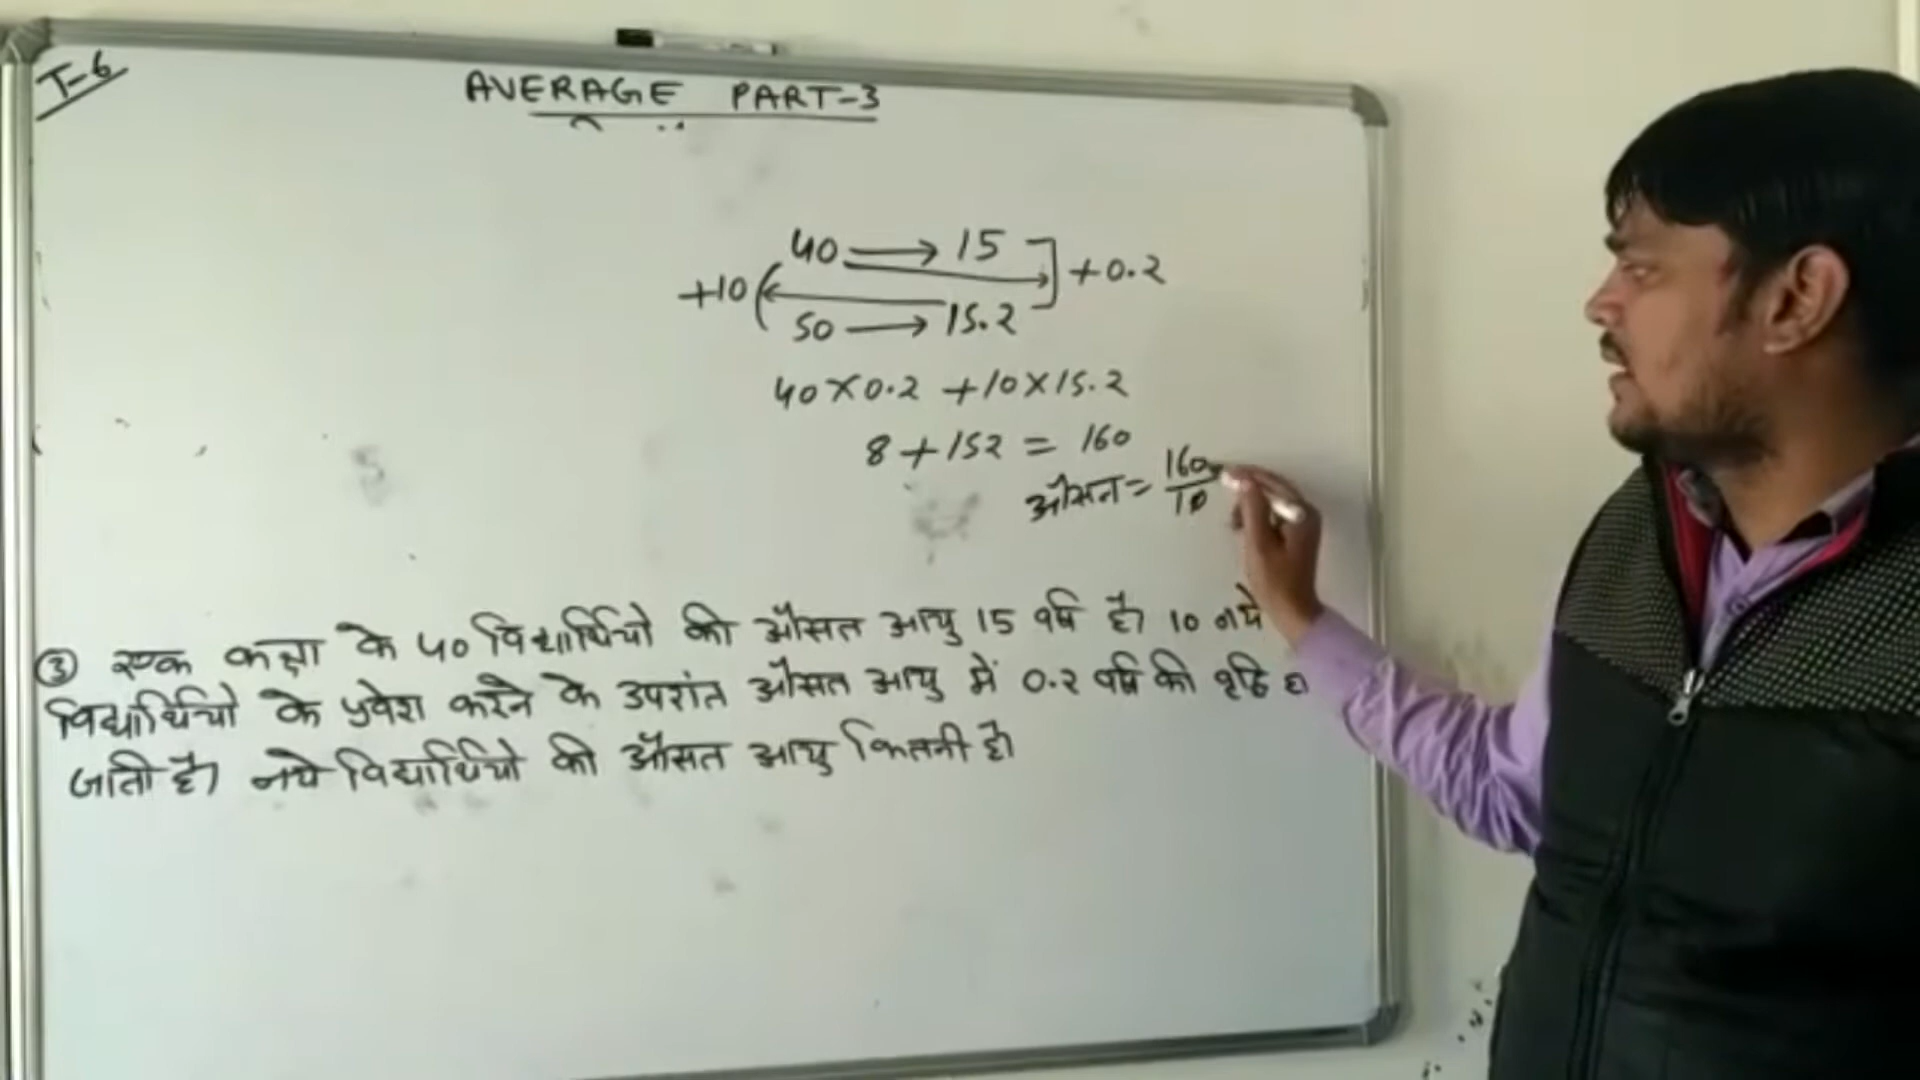 T-6
AVERAGE PART-3
40 → 15
+10
+0.2
50 → 15.2
40×0.2 +10×15.2
8+152 = 160
औसत = 160/10
③ एक कक्षा के 40 विद्यार्थियो की औसत आयु 15 वर्ष है। 10 नये
विद्यार्थियो के प्रवेश करने के उपरांत औसत आयु में 0.2 वर्ष की वृद्धि हो
जाती है। नये विद्यार्थियो की औसत आयु कितनी है।